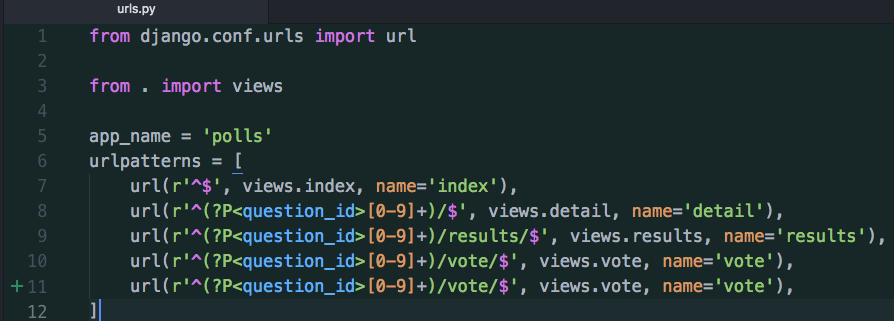 urls.py
1 from django.conf.urls import url
2
3 from . import views
4
5 app_name = 'polls'
6 urlpatterns = [
7 url(r'^$', views.index, name='index'),
8 url(r'^(?P<question_id>[0-9]+)/$', views.detail, name='detail'),
9 url(r'^(?P<question_id>[0-9]+)/results/$', views.results, name='results'),
10 url(r'^(?P<question_id>[0-9]+)/vote/$', views.vote, name='vote'),
+11 url(r'^(?P<question_id>[0-9]+)/vote/$', views.vote, name='vote'),
12 ]